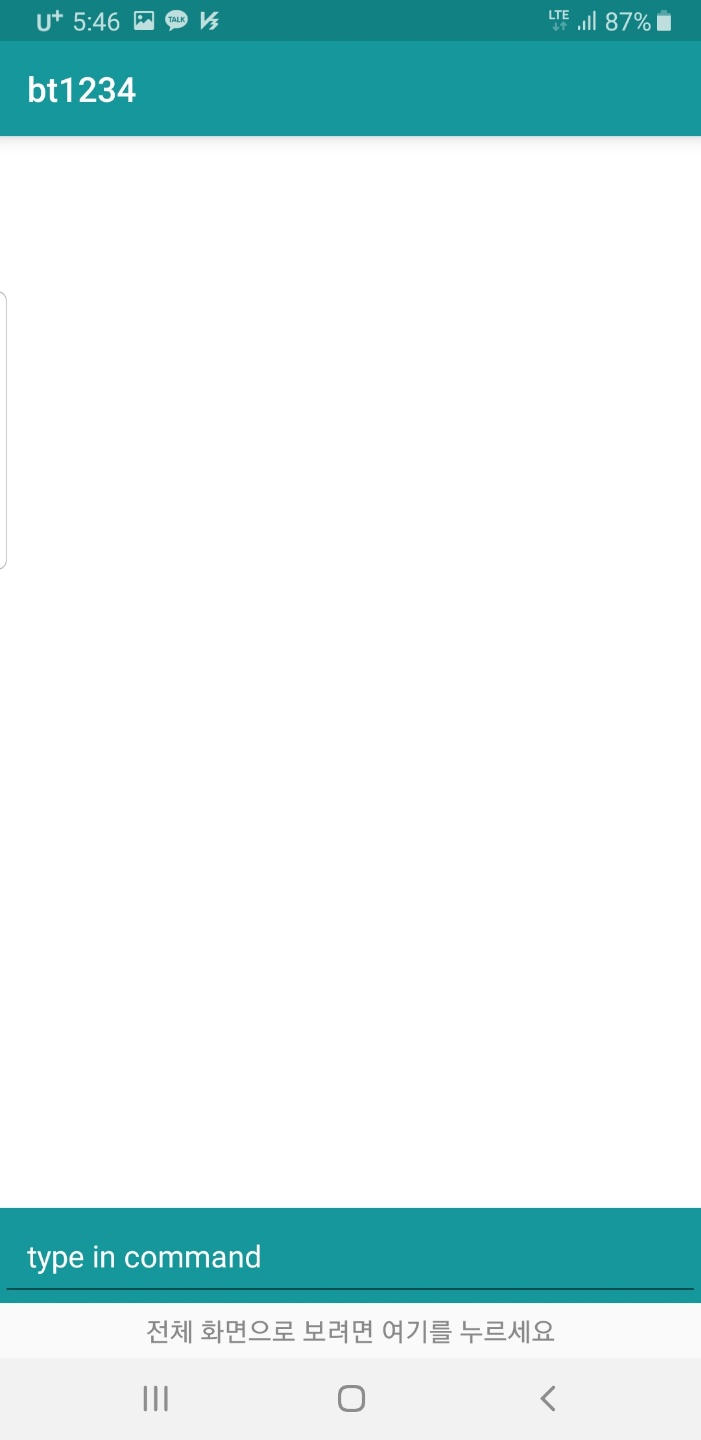 U+ 5:46 TALK LTE 87%
bt1234
type in command
전체 화면으로 보려면 여기를 누르세요